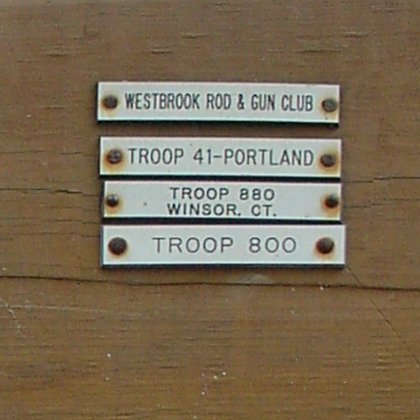 WESTBROOK ROD & GUN CLUB
TROOP 41-PORTLAND
TROOP 880
WINSOR, CT.
TROOP 800